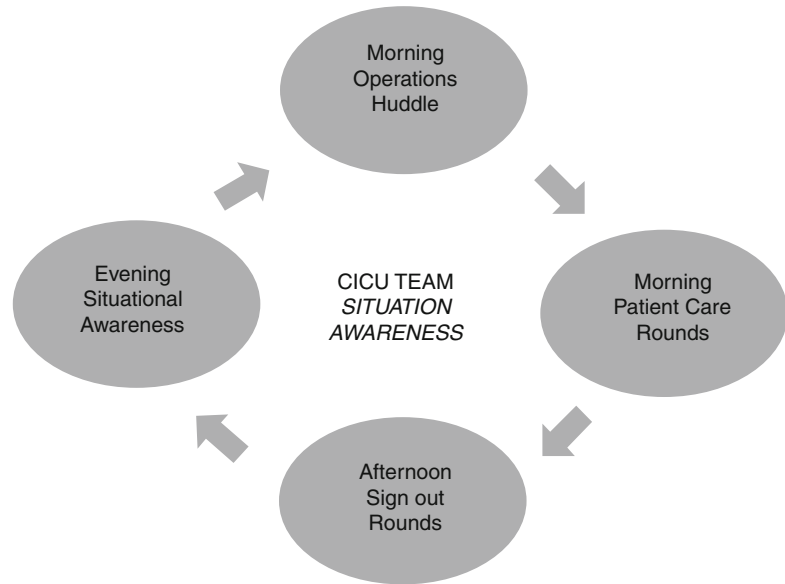 Morning
Operations
Huddle
Evening
Situational
Awareness
CICU TEAM
SITUATION
AWARENESS
Morning
Patient Care
Rounds
Afternoon
Sign out
Rounds